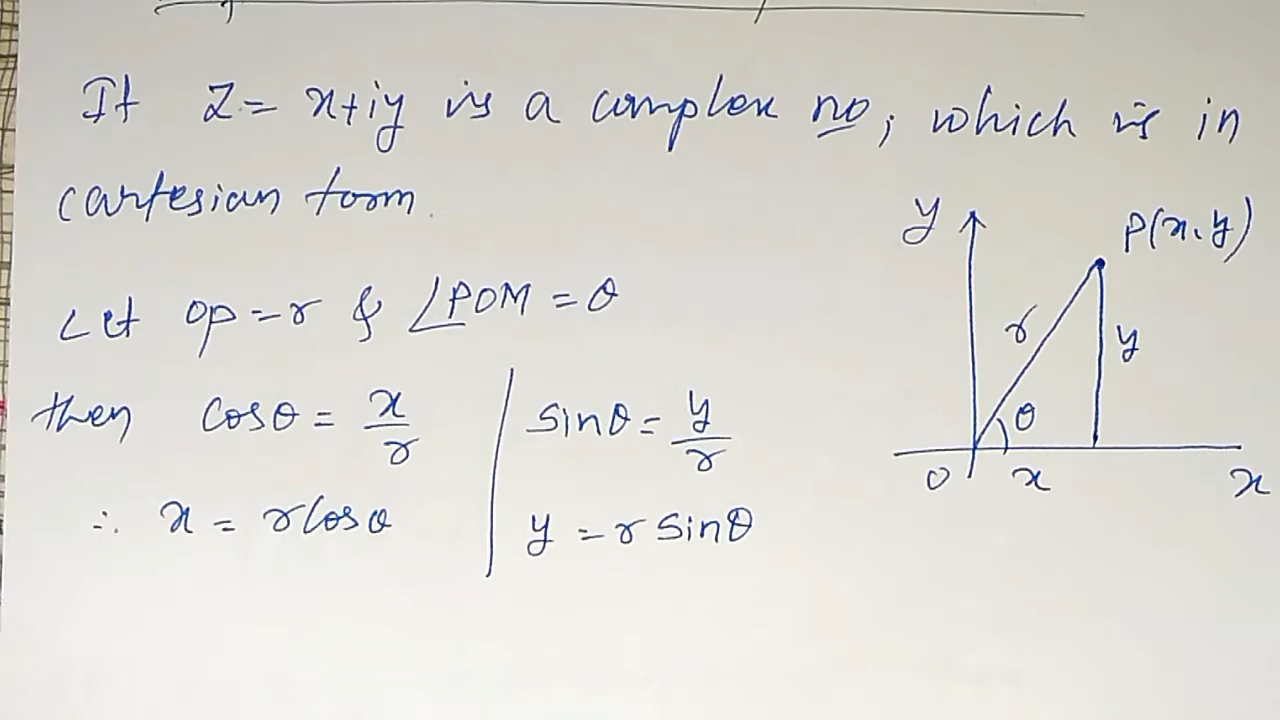 If z = x+iy is a complex no, which is in
cartesian form.
Let OP = r & ∠POM = θ
then cosθ = x/r | sinθ = y/r
∴ x = r cosθ | y = r sinθ
y
P(x, y)
r
y
θ
O
x
x